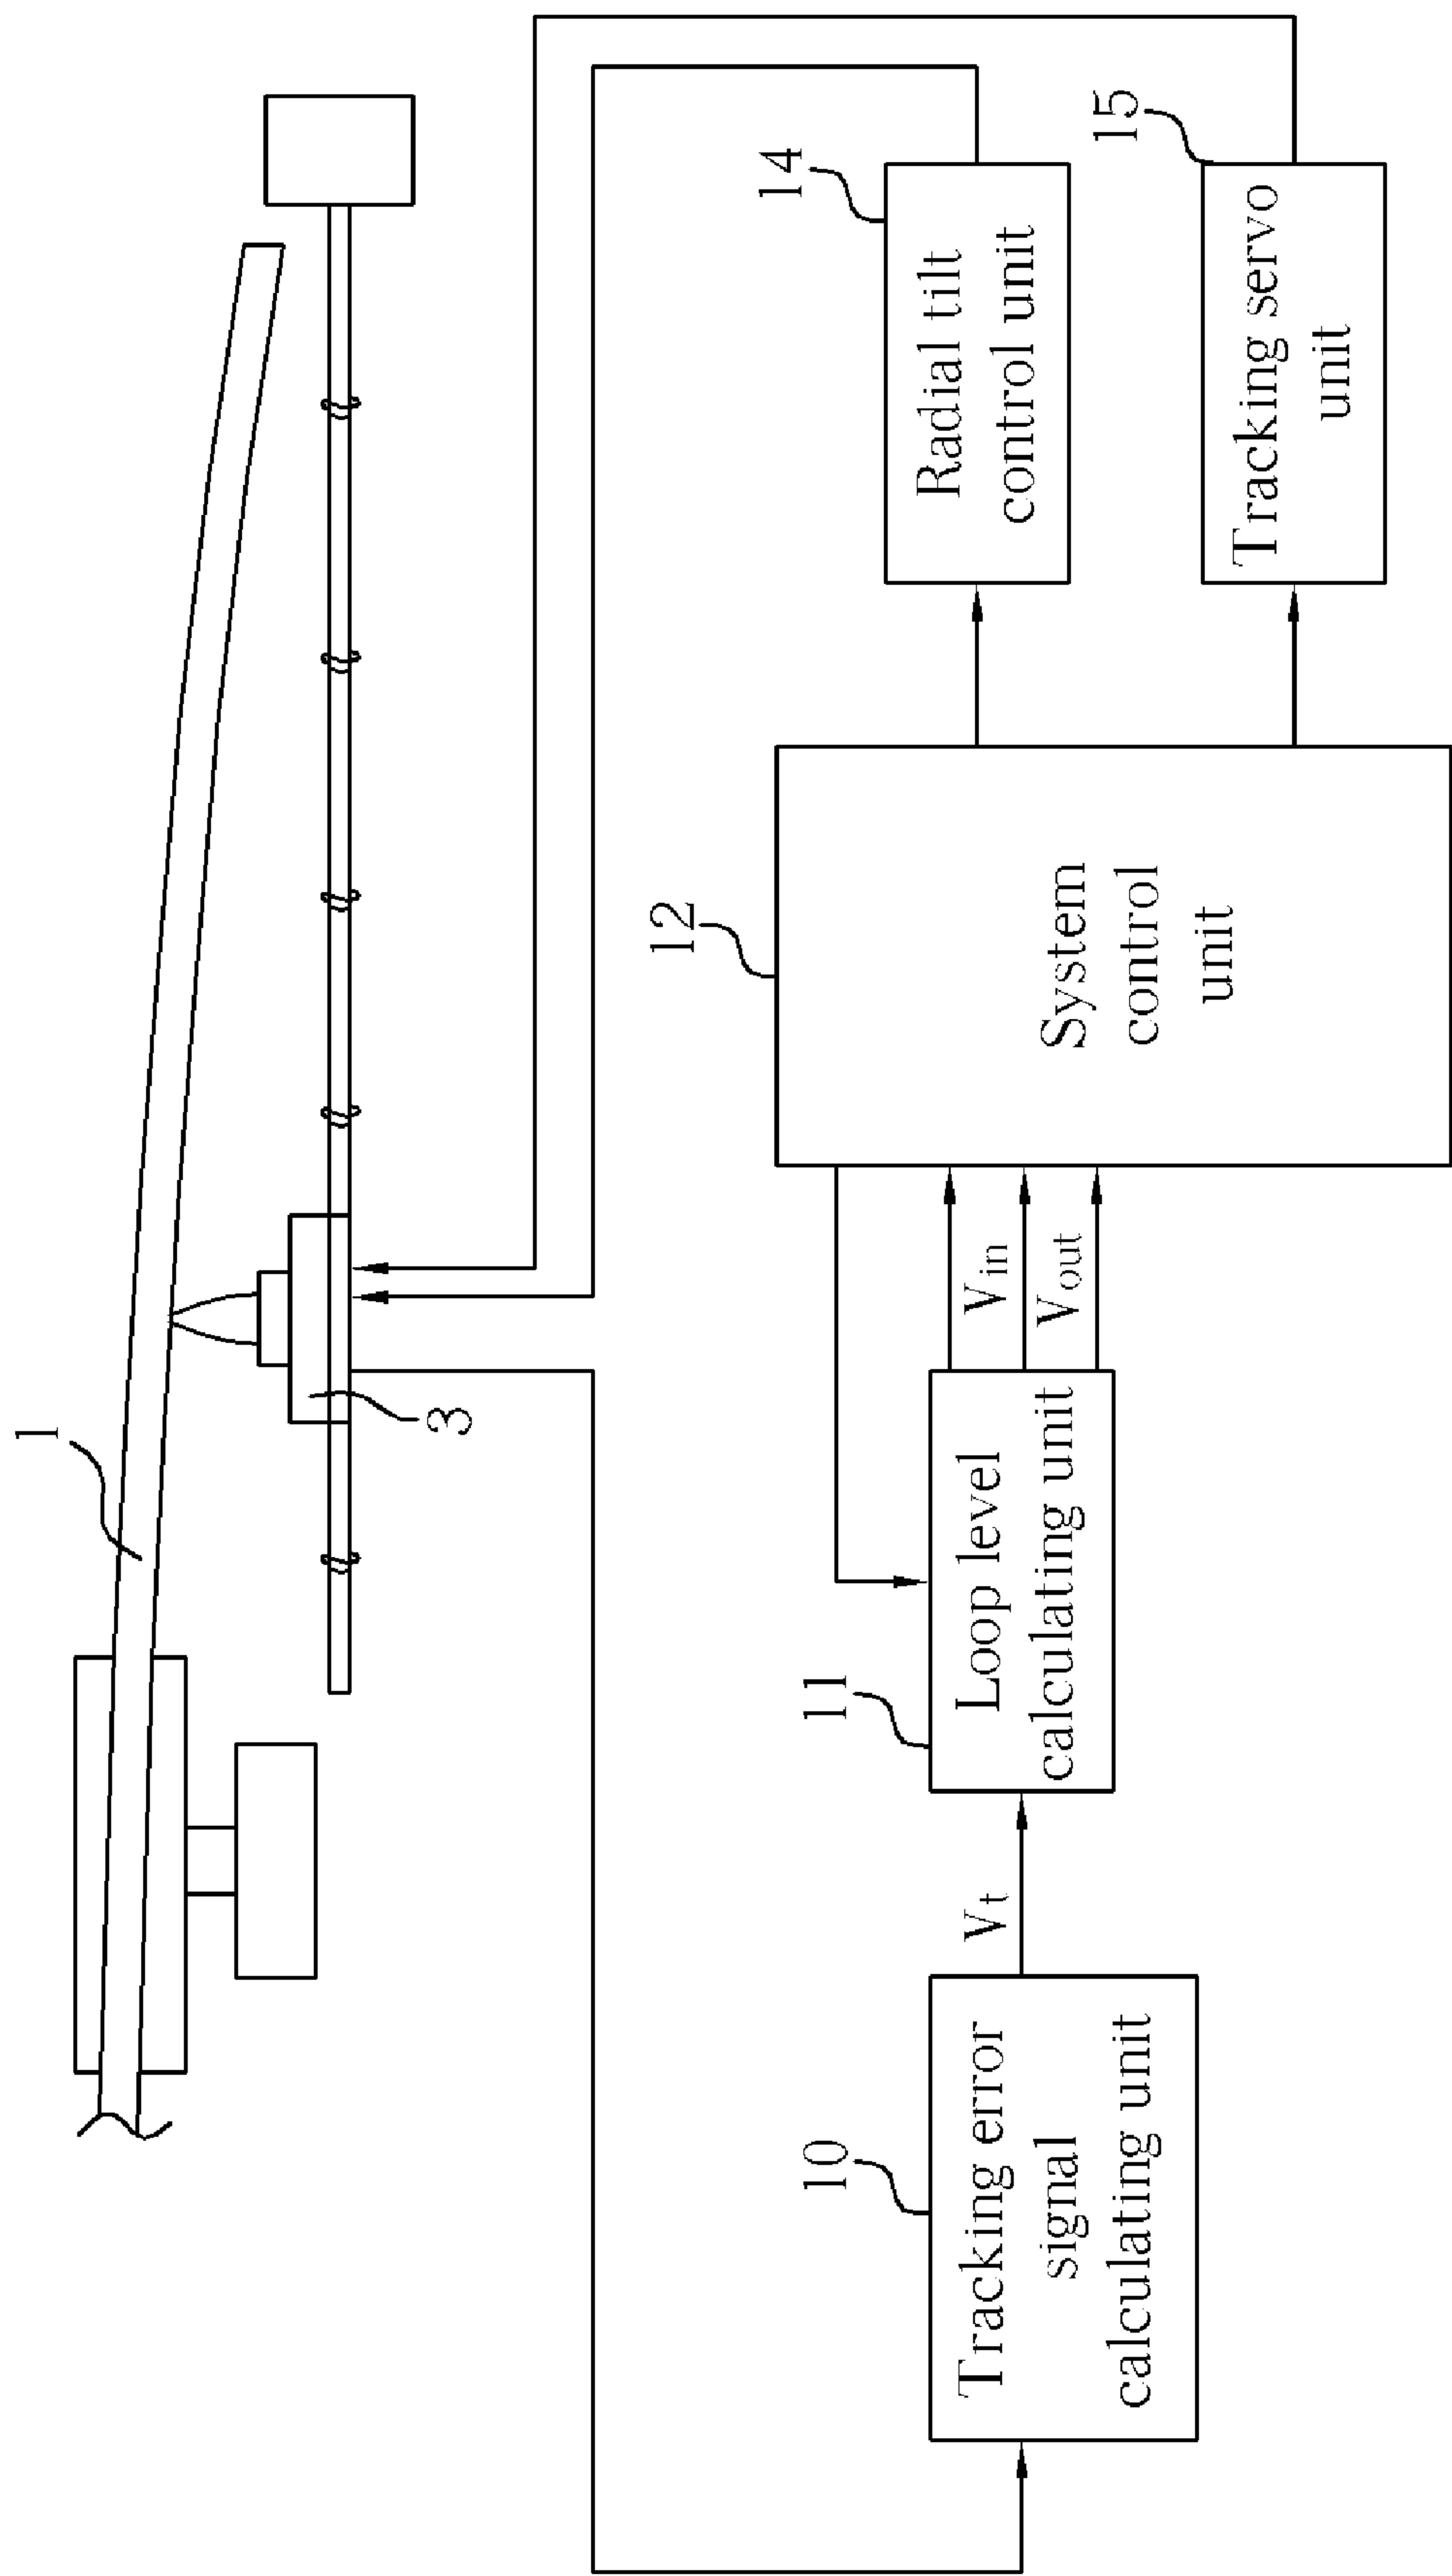 1
3
14
Radial tilt
control unit
15
Tracking servo
unit
12
System
control
unit
11
Loop level
calculating unit
Vin
Vout
Vt
10
Tracking error
signal
calculating unit